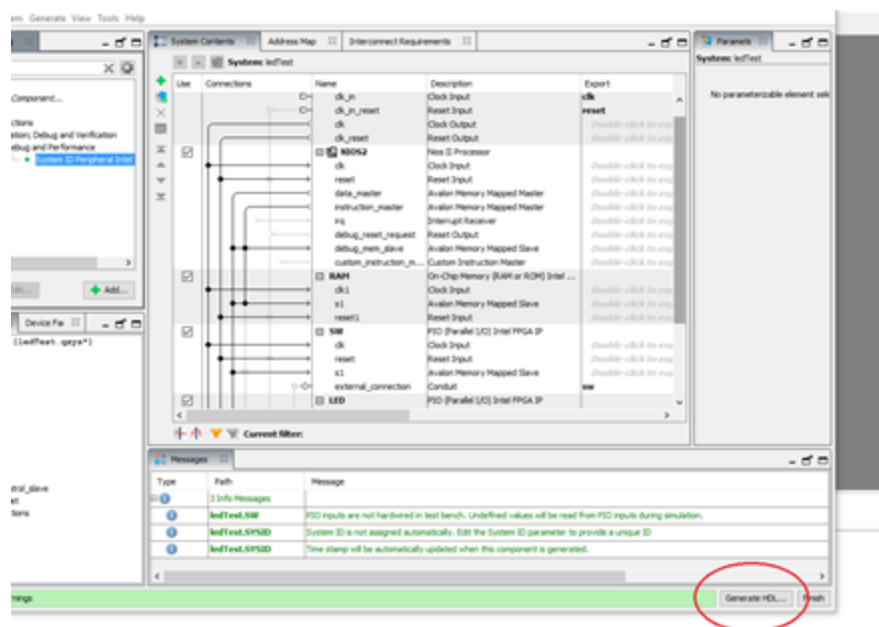 Generate View Tools Help
System Contents Address Map Interconnect Requirements
System: ledTest
Use Connections Name Description Export
clk_in Clock Input clk
clk_in_reset Reset Input reset
clk Clock Output Double-click to exp
clk_reset Reset Output Double-click to exp
NIOS2 Nios II Processor
clk Clock Input Double-click to exp
reset Reset Input Double-click to exp
data_master Avalon Memory Mapped Master Double-click to exp
instruction_master Avalon Memory Mapped Master Double-click to exp
irq Interrupt Receiver Double-click to exp
debug_reset_request Reset Output Double-click to exp
debug_mem_slave Avalon Memory Mapped Slave Double-click to exp
custom_instruction_m... Custom Instruction Master Double-click to exp
RAM On-Chip Memory (RAM or ROM) Intel ...
clk1 Clock Input Double-click to exp
s1 Avalon Memory Mapped Slave Double-click to exp
reset1 Reset Input Double-click to exp
SW PIO (Parallel I/O) Intel FPGA IP
clk Clock Input Double-click to exp
reset Reset Input Double-click to exp
s1 Avalon Memory Mapped Slave Double-click to exp
external_connection Conduit sw
LED PIO (Parallel I/O) Intel FPGA IP
Current filter:
Parameters
System: ledTest
No parameterizable element sele
Component...
ctions
ation; Debug and Verification
ebug and Performance
System ID Peripheral Intel
Add...
Device Fa
[ledTest.qsys*]
trol_slave
et
tions
Messages
Type Path Message
3 Info Messages
ledTest.SW PIO inputs are not hardwired in test bench. Undefined values will be read from PIO inputs during simulation.
ledTest.SYSID System ID is not assigned automatically. Edit the System ID parameter to provide a unique ID
ledTest.SYSID Time stamp will be automatically updated when this component is generated.
rnings
Generate HDL... Finish